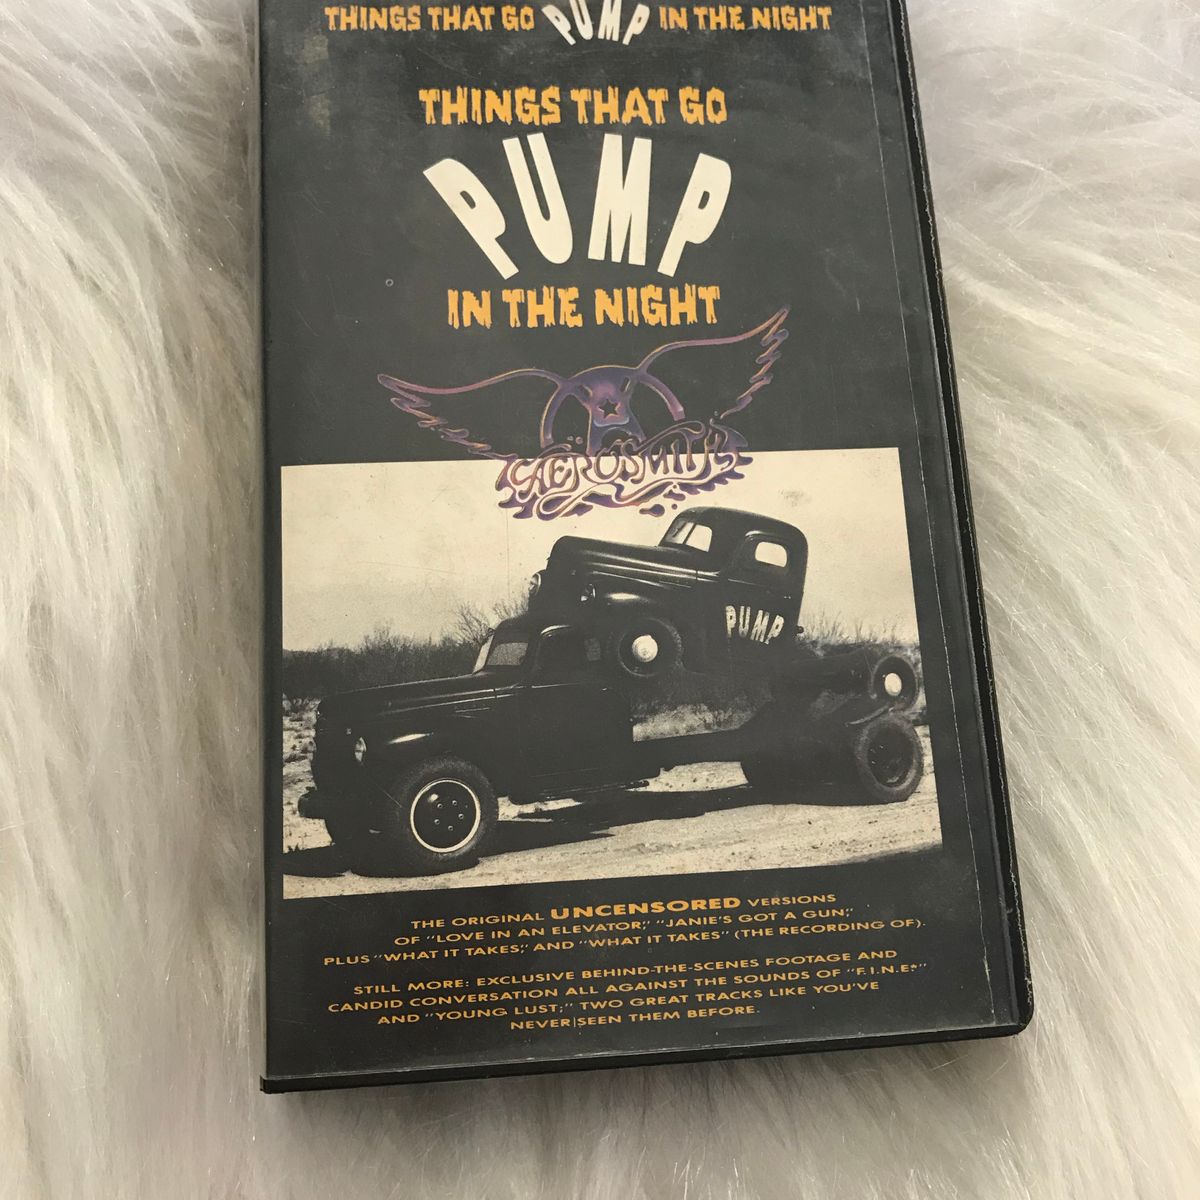 THINGS THAT GO PUMP IN THE NIGHT
THINGS THAT GO
PUMP
IN THE NIGHT
AEROSMITH
PUMP
THE ORIGINAL UNCENSORED VERSIONS
OF "LOVE IN AN ELEVATOR," "JANIE'S GOT A GUN,"
PLUS "WHAT IT TAKES," AND "WHAT IT TAKES" (THE RECORDING OF).
STILL MORE: EXCLUSIVE BEHIND-THE-SCENES FOOTAGE AND
CANDID CONVERSATION ALL AGAINST THE SOUNDS OF "F.I.N.E*"
AND "YOUNG LUST," TWO GREAT TRACKS LIKE YOU'VE
NEVER SEEN THEM BEFORE.